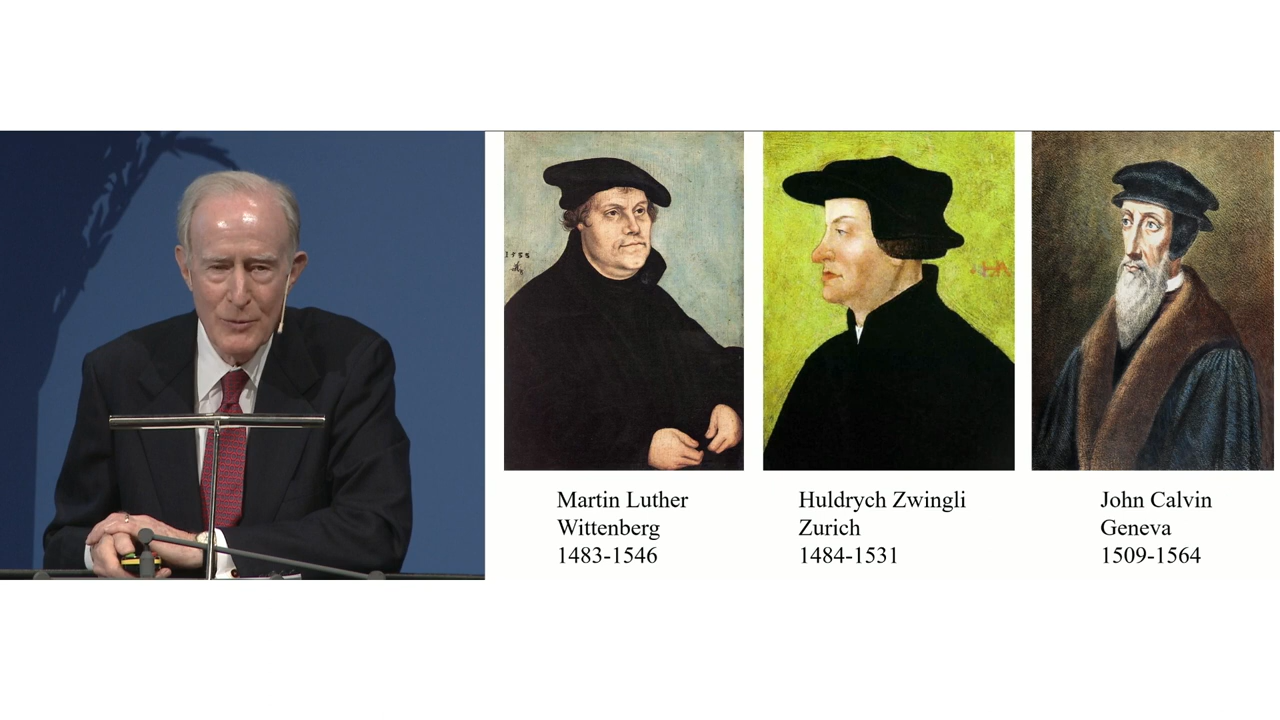 Martin Luther
Wittenberg
1483-1546
Huldrych Zwingli
Zurich
1484-1531
John Calvin
Geneva
1509-1564